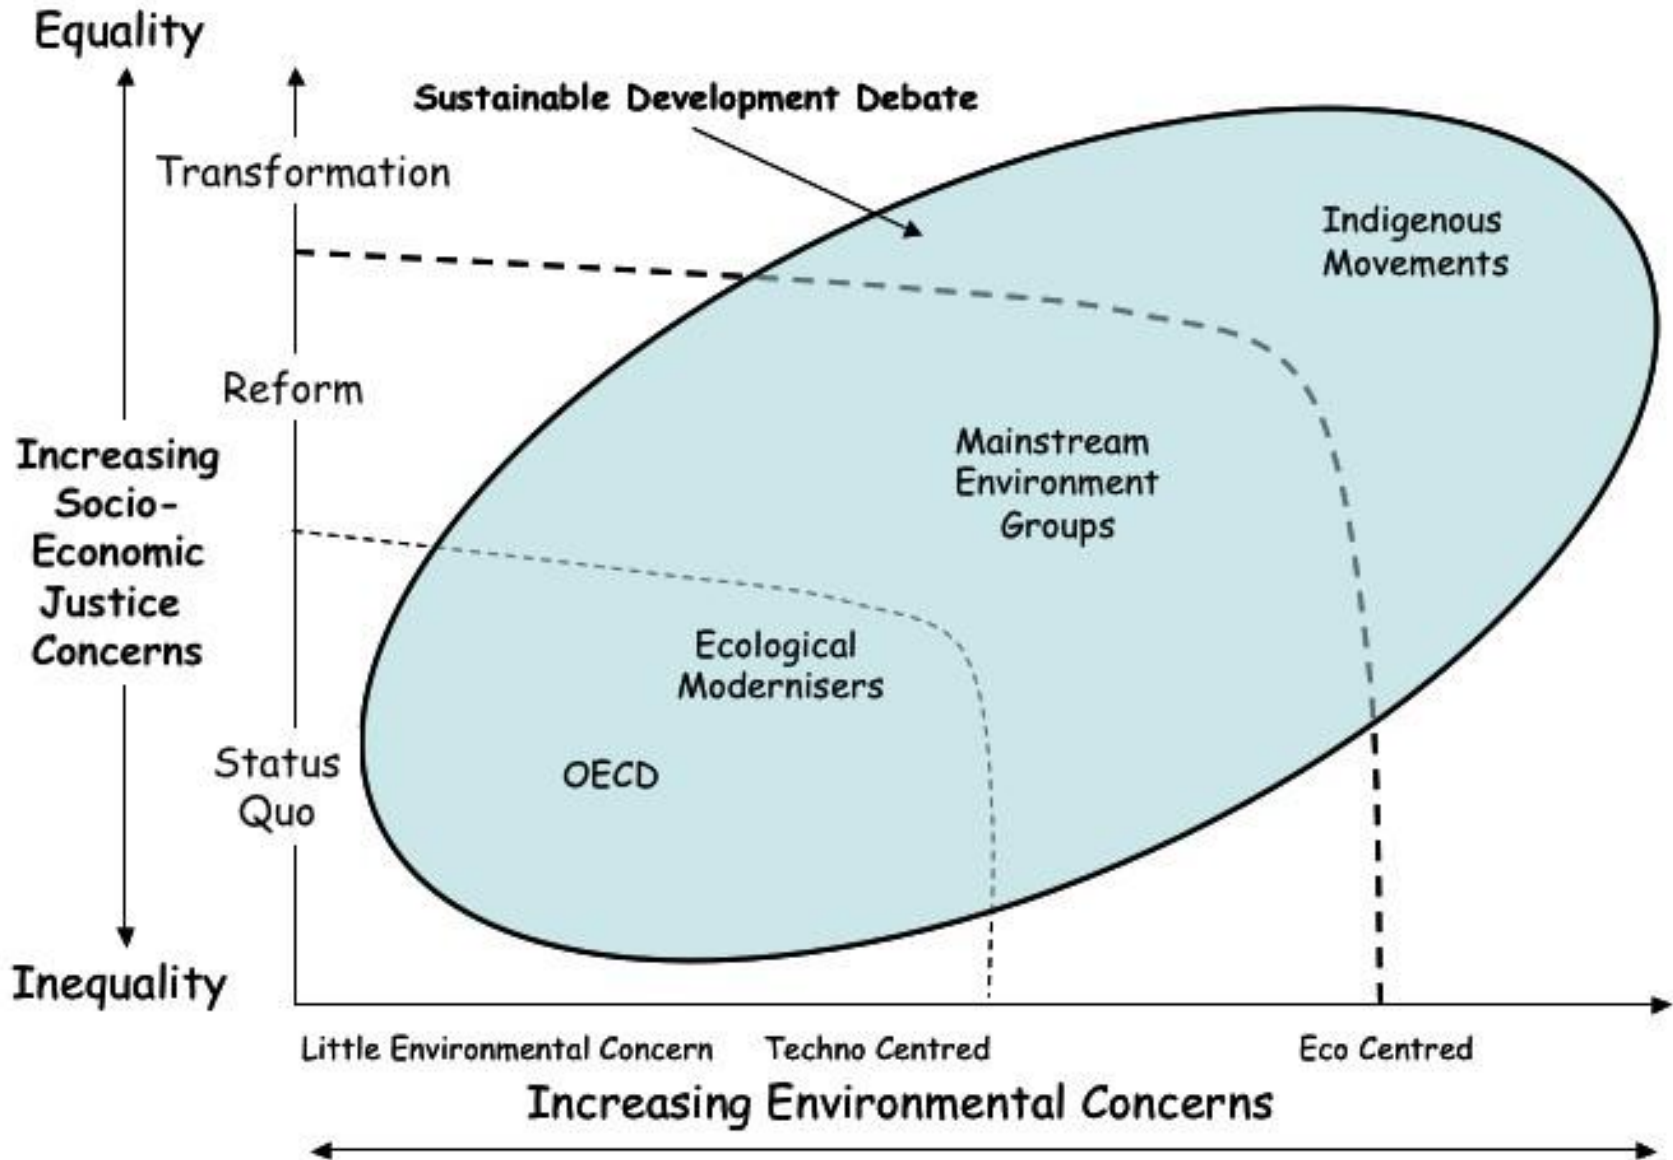 Equality
Sustainable Development Debate
Transformation
Indigenous
Movements
Reform
Mainstream
Environment
Groups
Increasing
Socio-
Economic
Justice
Concerns
Ecological
Modernisers
Status
Quo
OECD
Inequality
Little Environmental Concern
Techno Centred
Eco Centred
Increasing Environmental Concerns